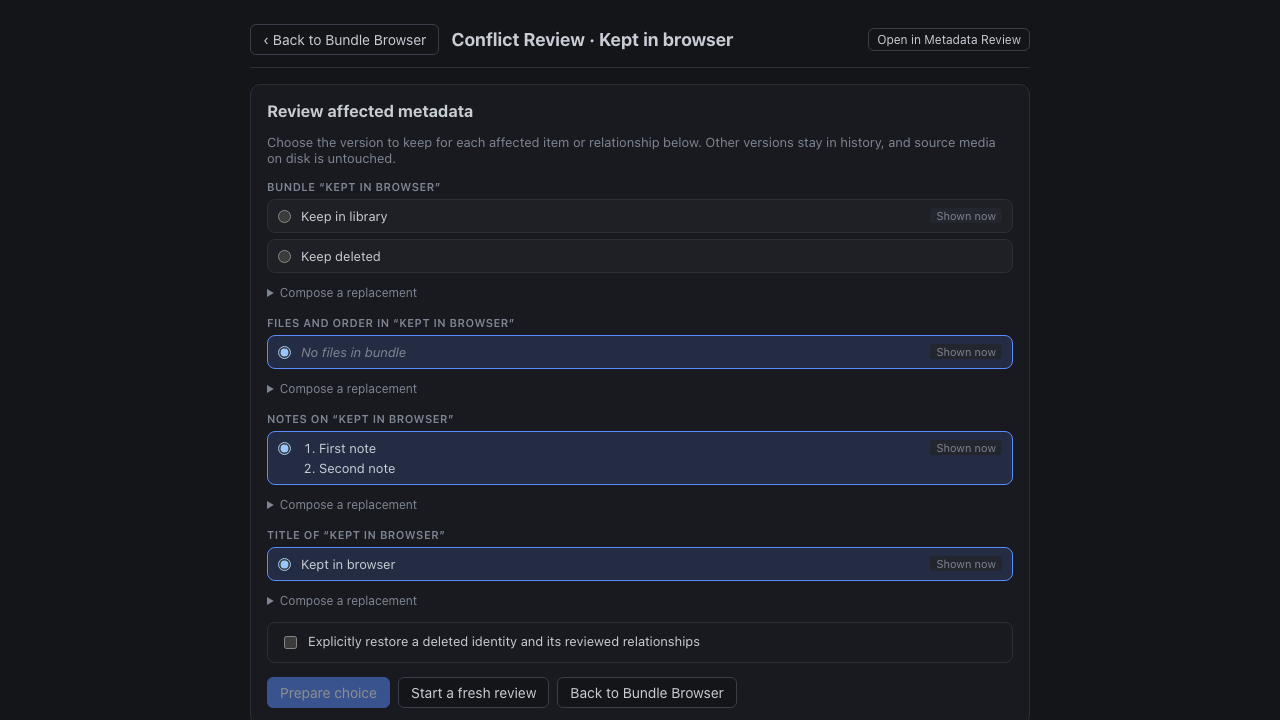 ‹ Back to Bundle Browser
Conflict Review · Kept in browser
Open in Metadata Review
Review affected metadata
Choose the version to keep for each affected item or relationship below. Other versions stay in history, and source media
on disk is untouched.
BUNDLE “KEPT IN BROWSER”
Keep in library
Shown now
Keep deleted
Compose a replacement
FILES AND ORDER IN “KEPT IN BROWSER”
No files in bundle
Shown now
Compose a replacement
NOTES ON “KEPT IN BROWSER”
1. First note
Shown now
2. Second note
Compose a replacement
TITLE OF “KEPT IN BROWSER”
Kept in browser
Shown now
Compose a replacement
Explicitly restore a deleted identity and its reviewed relationships
Prepare choice
Start a fresh review
Back to Bundle Browser